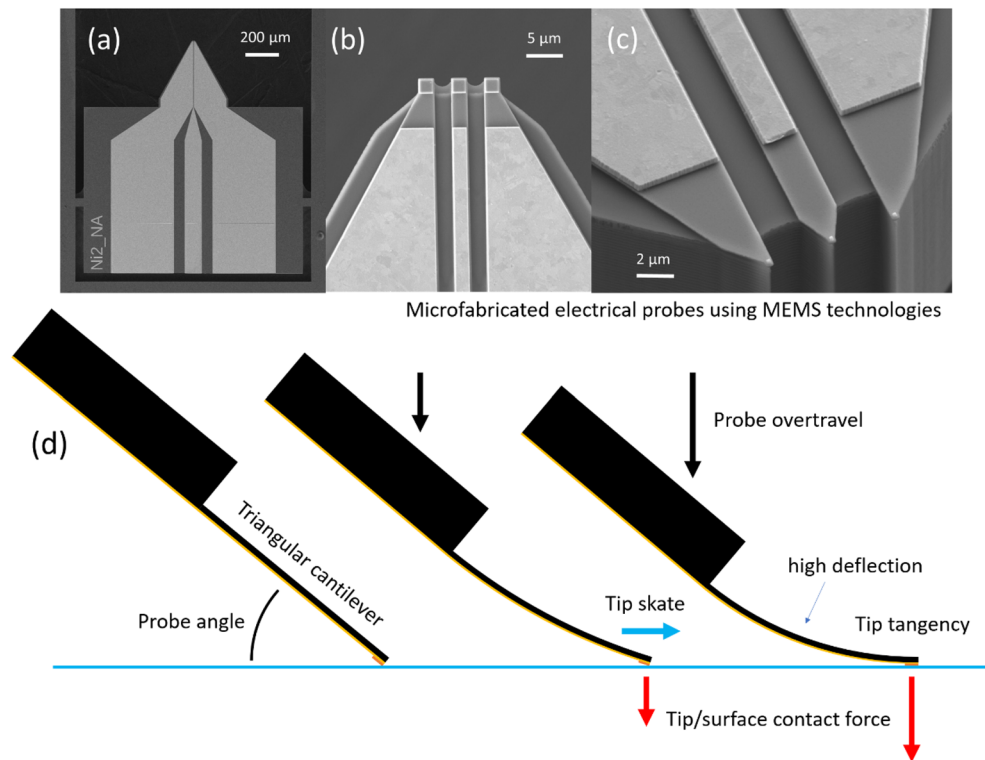 (a)
200 µm
Ni2_NA
(b)
5 µm
(c)
2 µm
Microfabricated electrical probes using MEMS technologies
(d)
Probe overtravel
Triangular cantilever
Probe angle
Tip skate
high deflection
Tip tangency
Tip/surface contact force